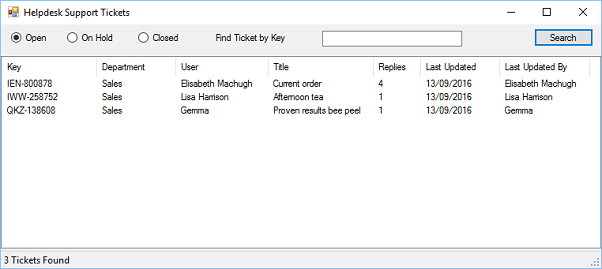 Helpdesk Support Tickets
Open On Hold Closed Find Ticket by Key Search
Key Department User Title Replies Last Updated Last Updated By
IEN-800878 Sales Elisabeth Machugh Current order 4 13/09/2016 Elisabeth Machugh
IWW-258752 Sales Lisa Harrison Afternoon tea 1 13/09/2016 Lisa Harrison
QKZ-138608 Sales Gemma Proven results bee peel 1 13/09/2016 Gemma
3 Tickets Found